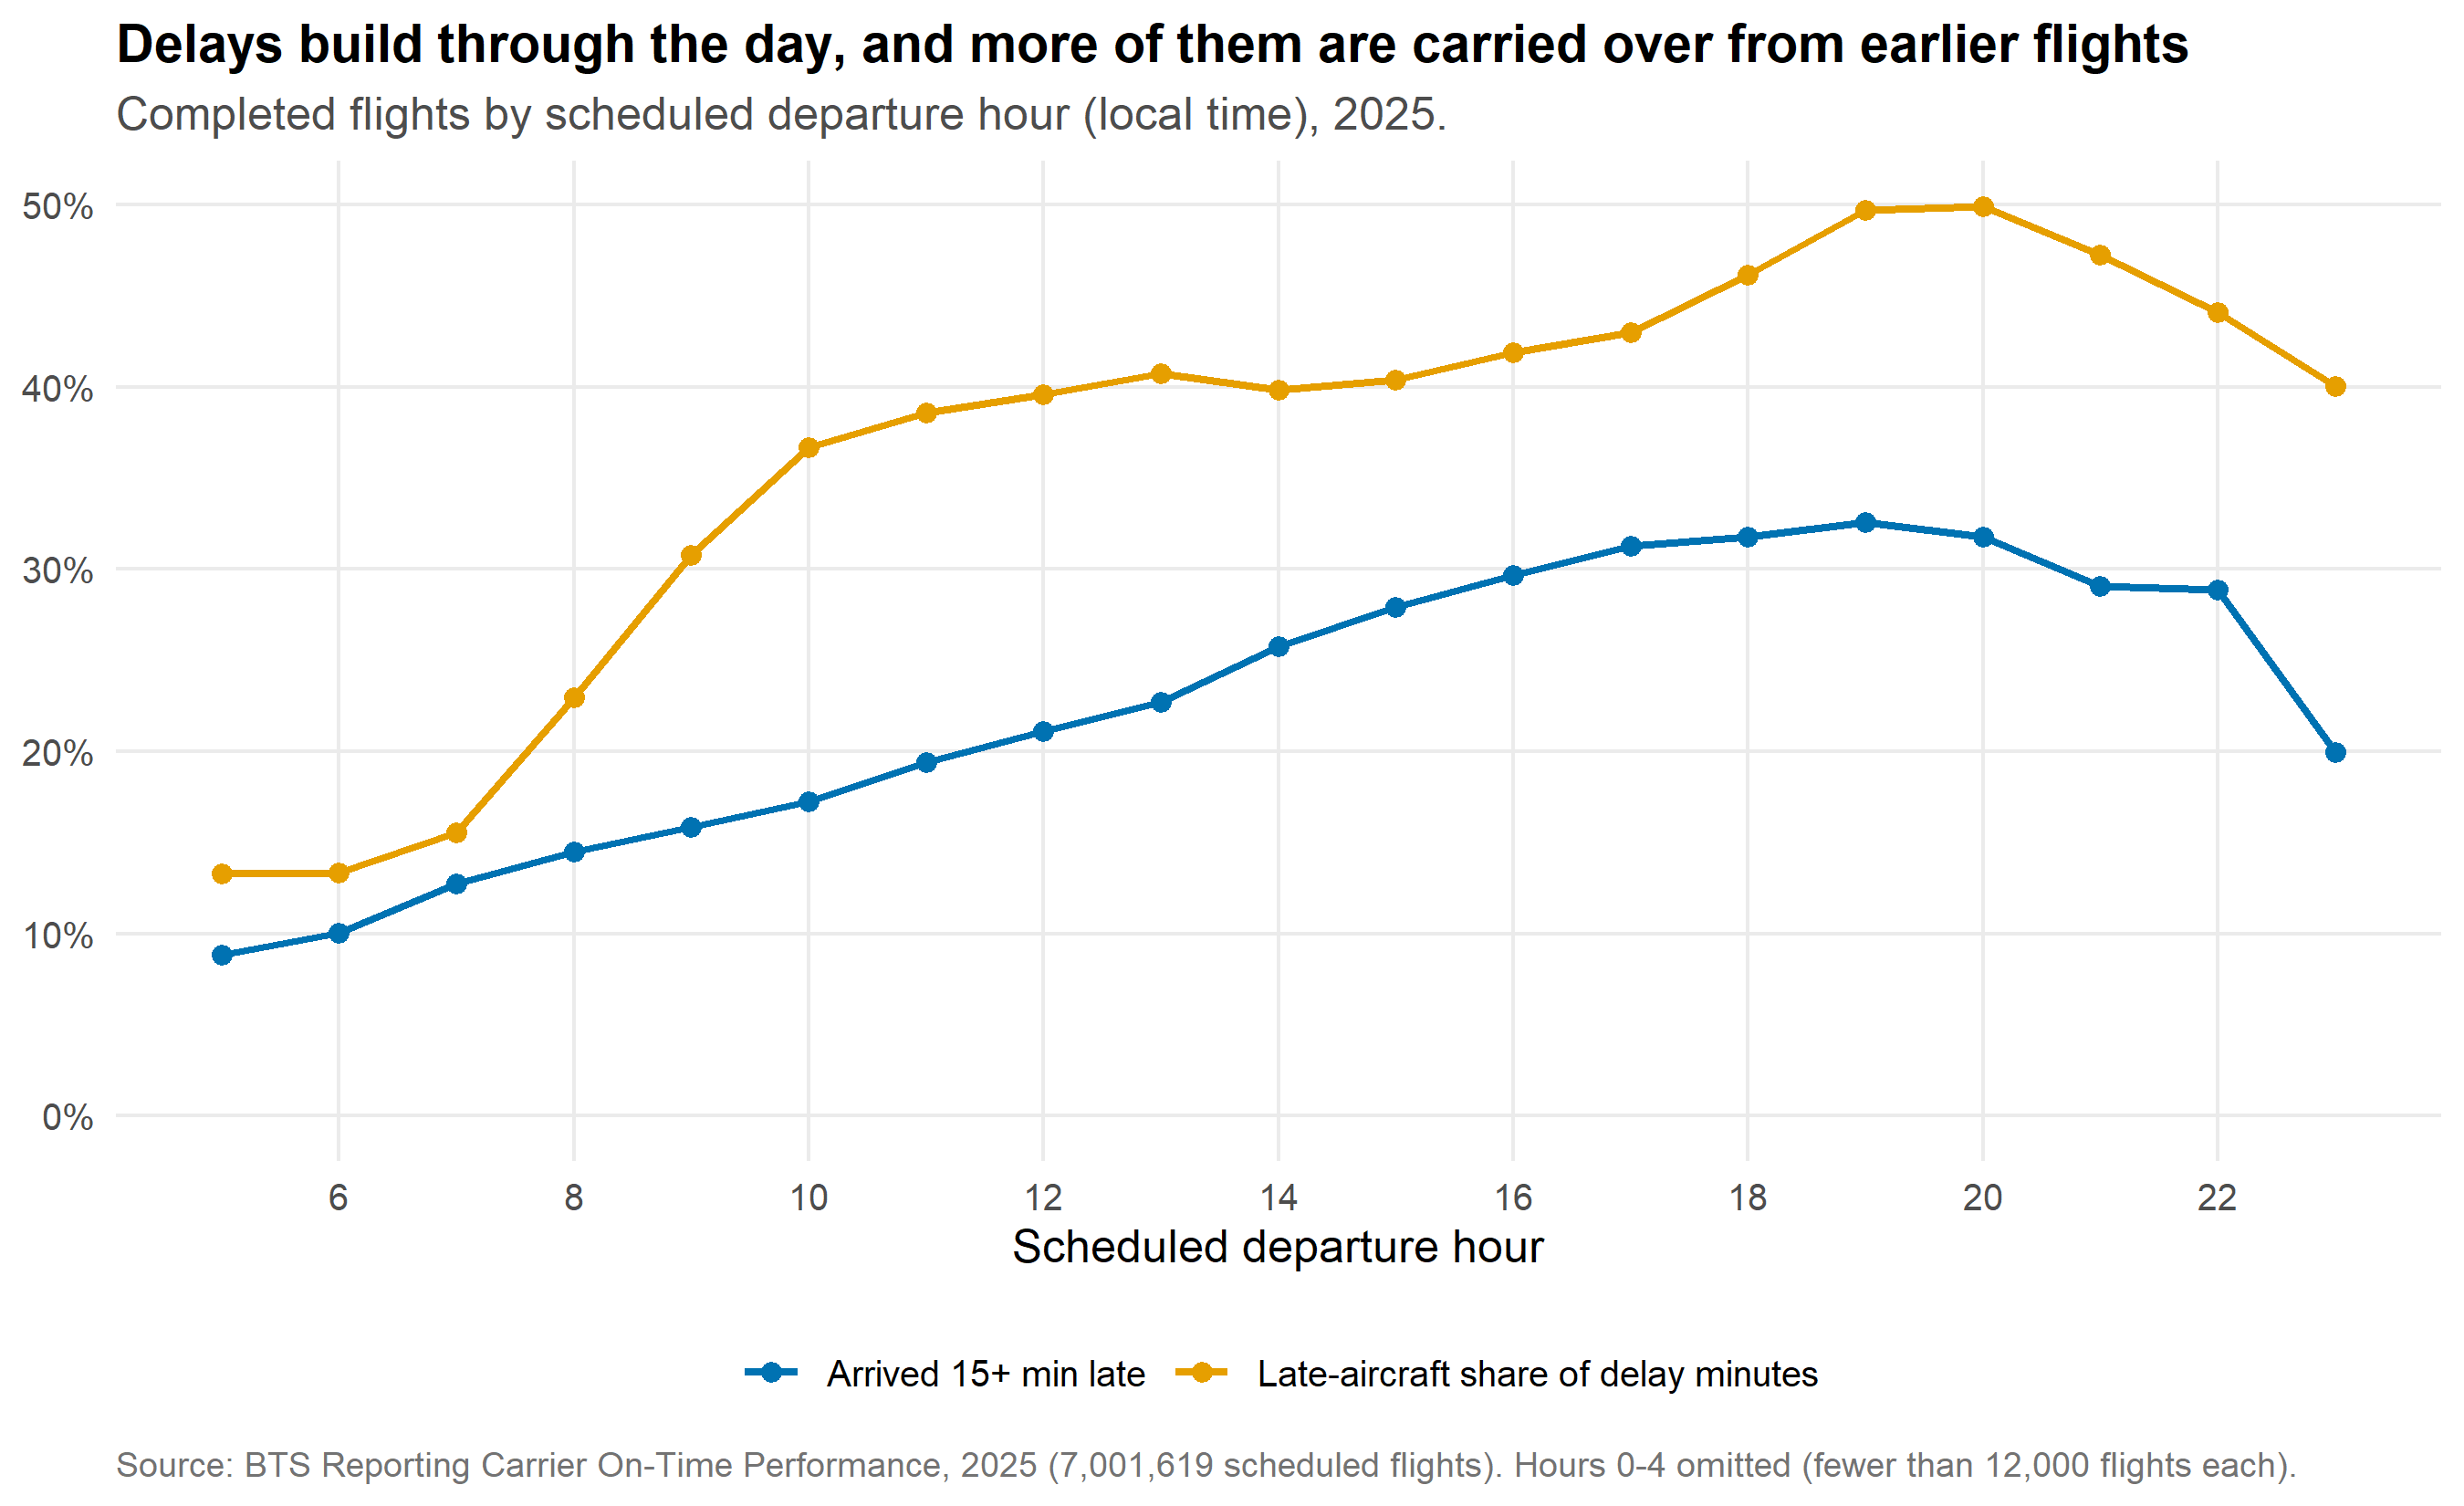 Delays build through the day, and more of them are carried over from earlier flights
Completed flights by scheduled departure hour (local time), 2025.
50%
40%
30%
20%
10%
0%
6 8 10 12 14 16 18 20 22
Scheduled departure hour
Arrived 15+ min late Late-aircraft share of delay minutes
Source: BTS Reporting Carrier On-Time Performance, 2025 (7,001,619 scheduled flights). Hours 0-4 omitted (fewer than 12,000 flights each).